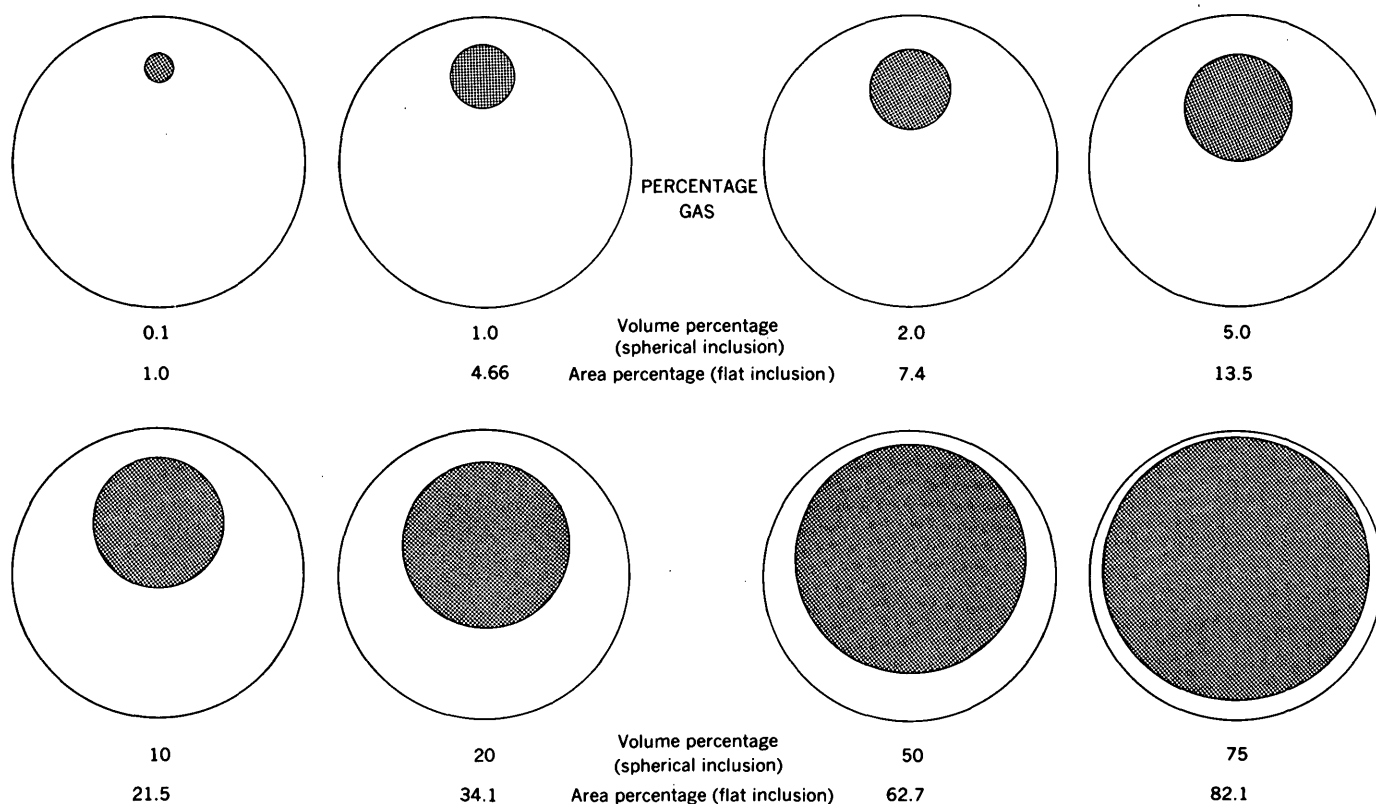 PERCENTAGE
GAS
0.1 1.0 Volume percentage 2.0 5.0
(spherical inclusion)
1.0 4.66 Area percentage (flat inclusion) 7.4 13.5
10 20 Volume percentage 50 75
(spherical inclusion)
21.5 34.1 Area percentage (flat inclusion) 62.7 82.1